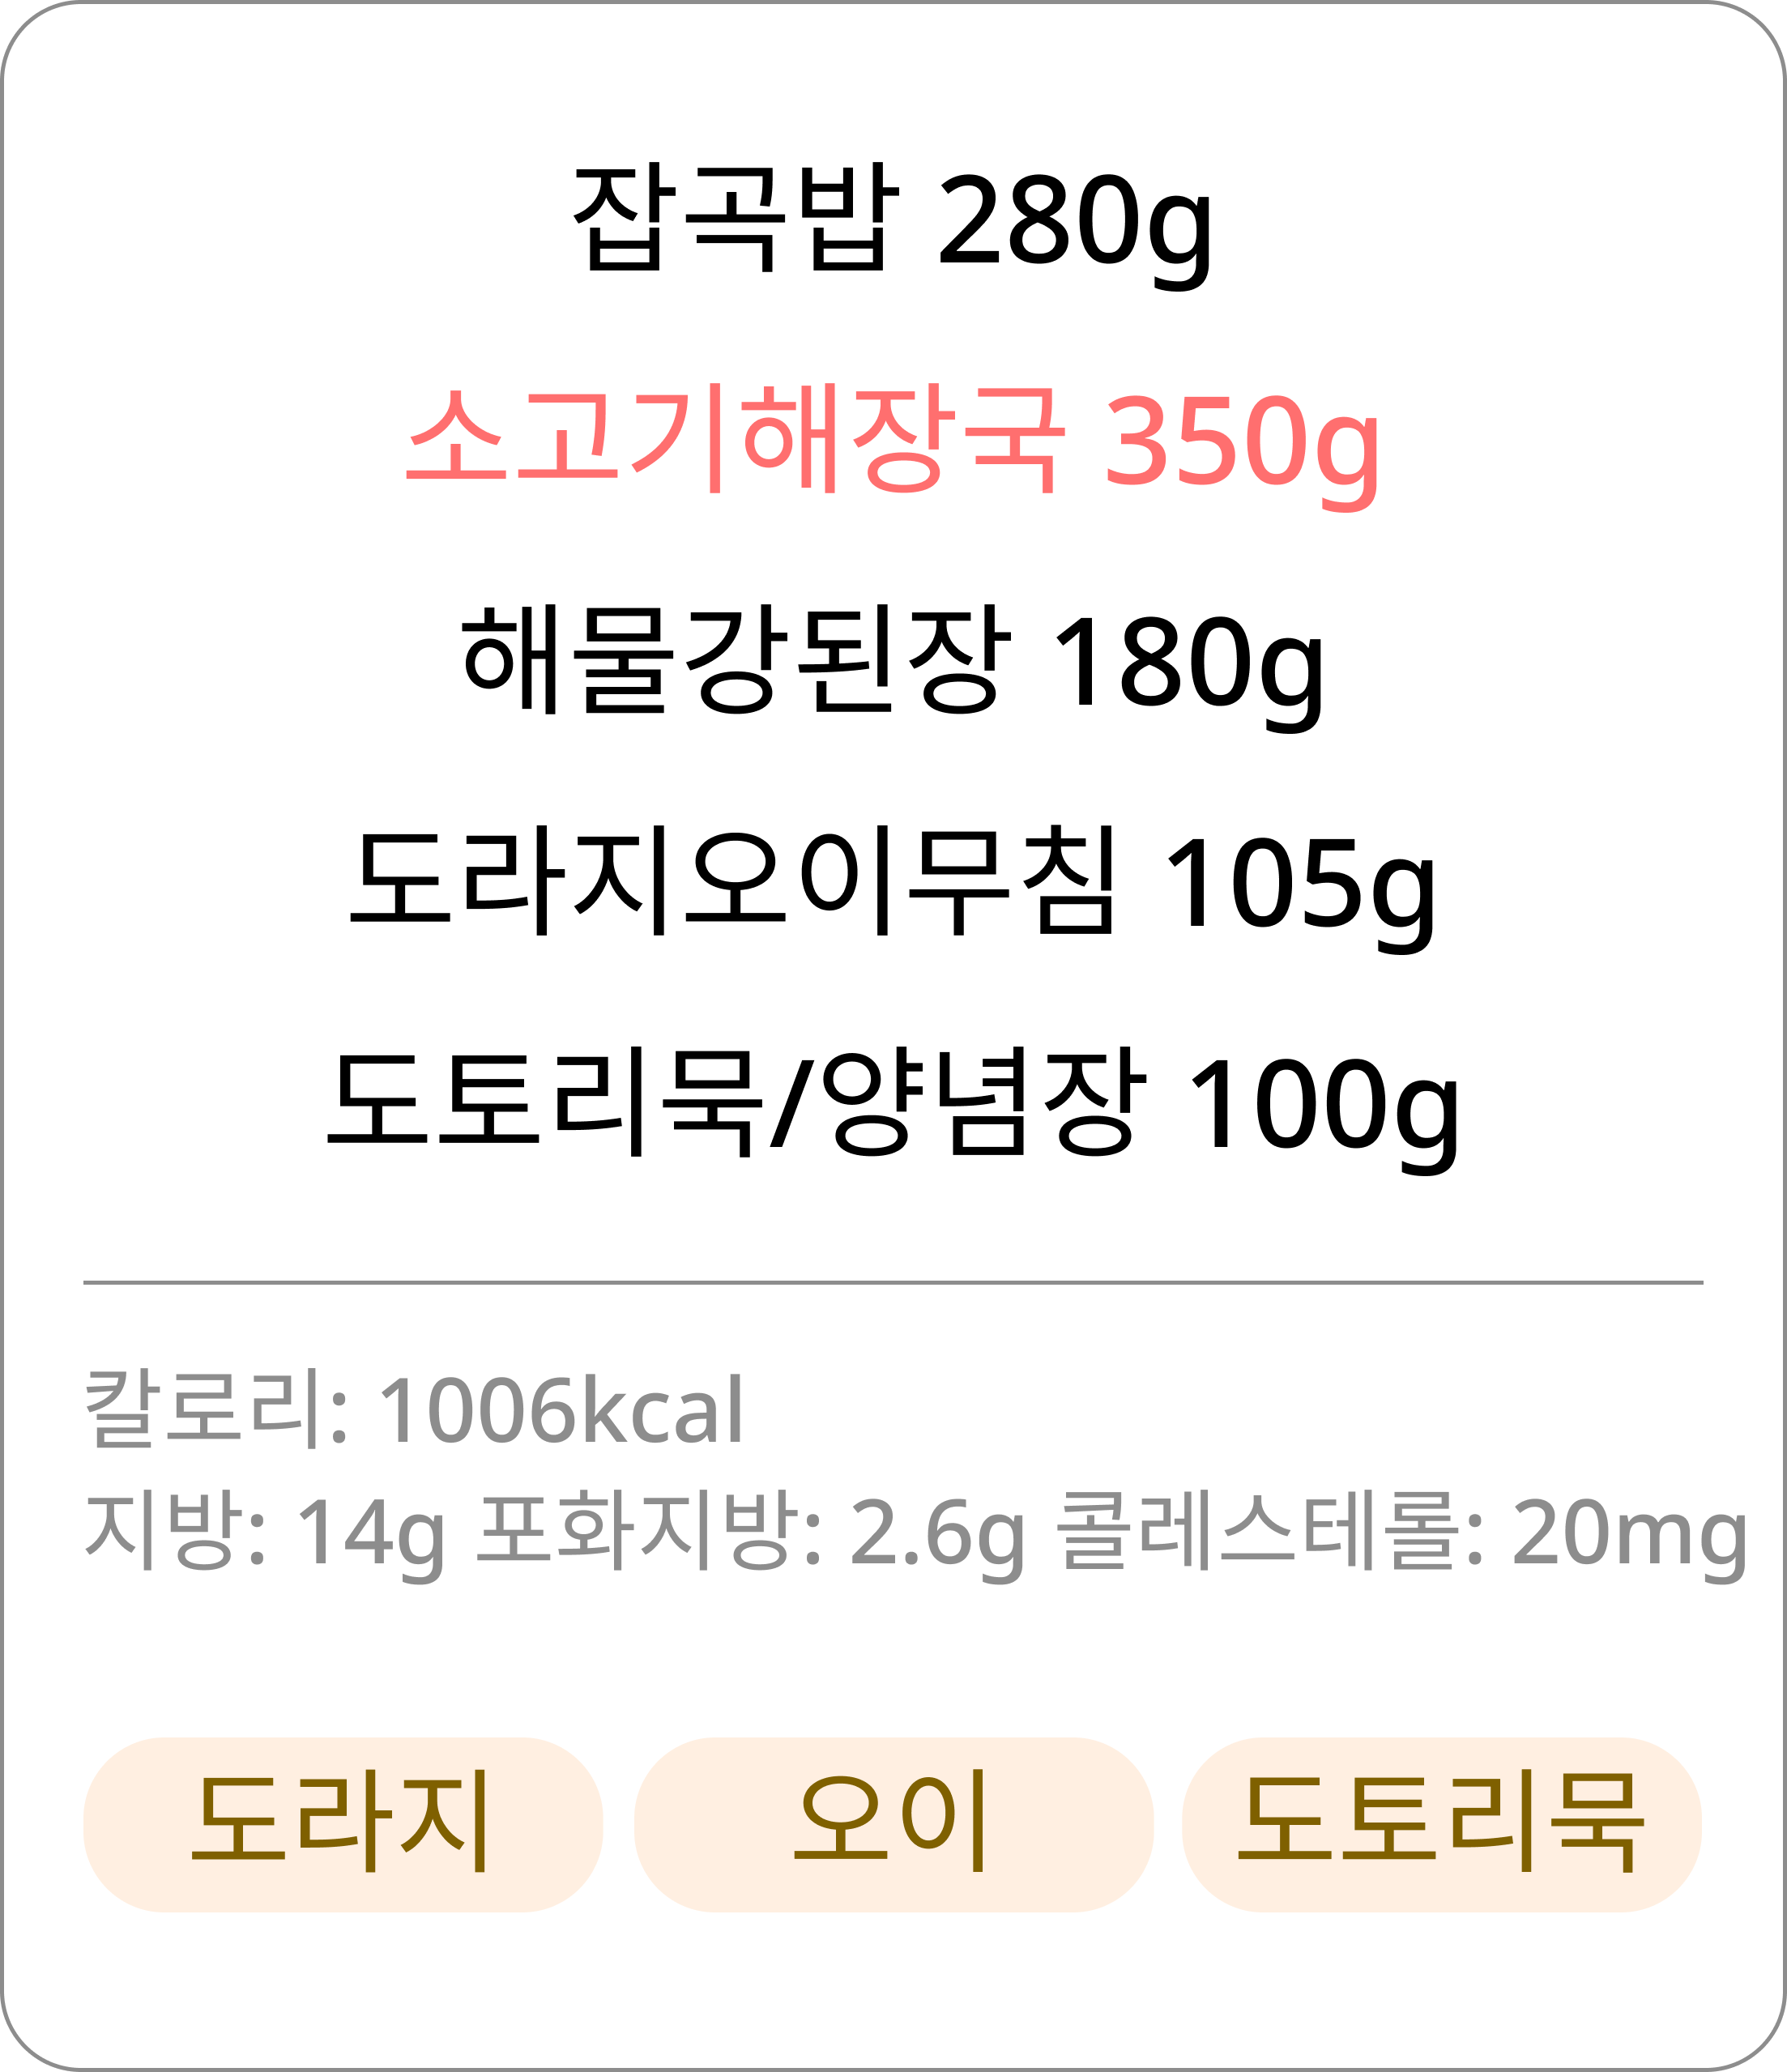 잡곡밥 280g
소고기해장국 350g
해물강된장 180g
도라지오이무침 105g
도토리묵/양념장 100g
칼로리: 1006kcal
지방: 14g 포화지방: 2.6g 콜레스테롤: 20mg
도라지 오이 도토리묵